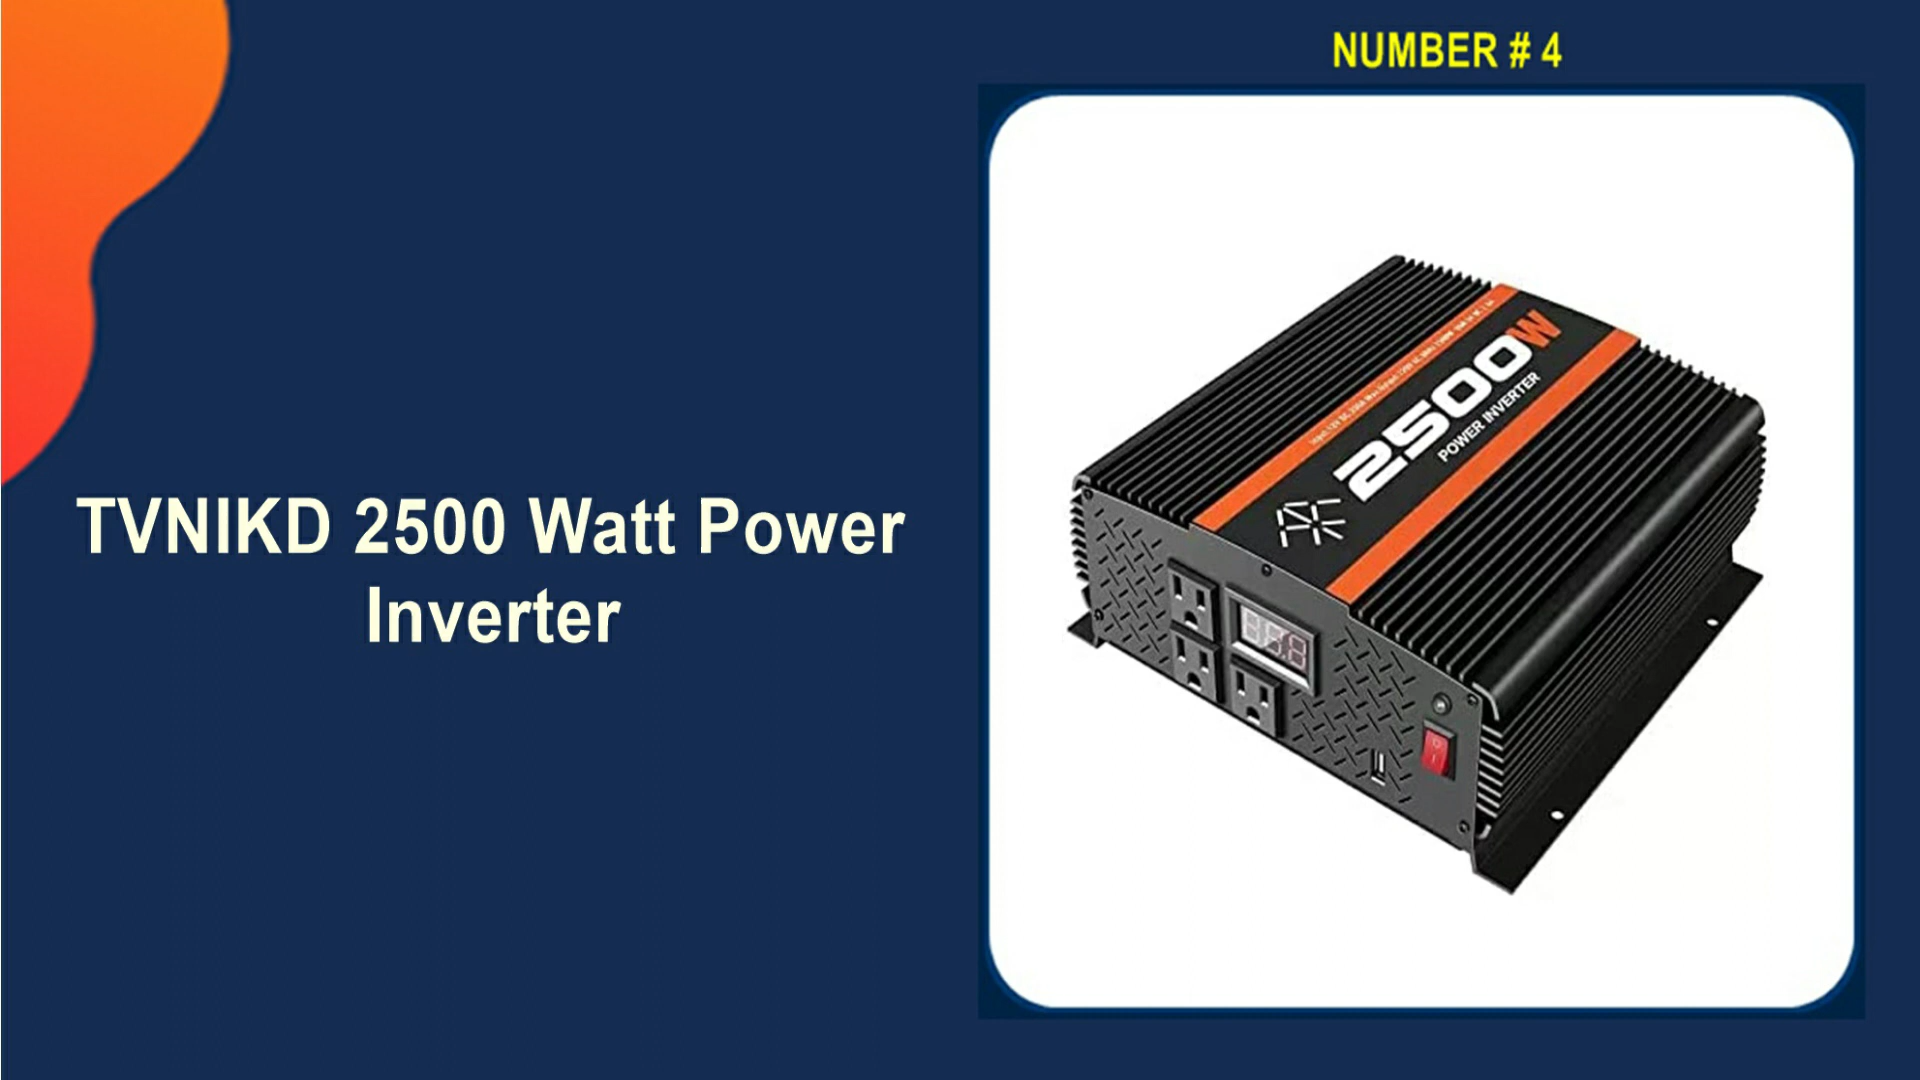 NUMBER # 4
TVNIKD 2500 Watt Power
Inverter
2500W
POWER INVERTER